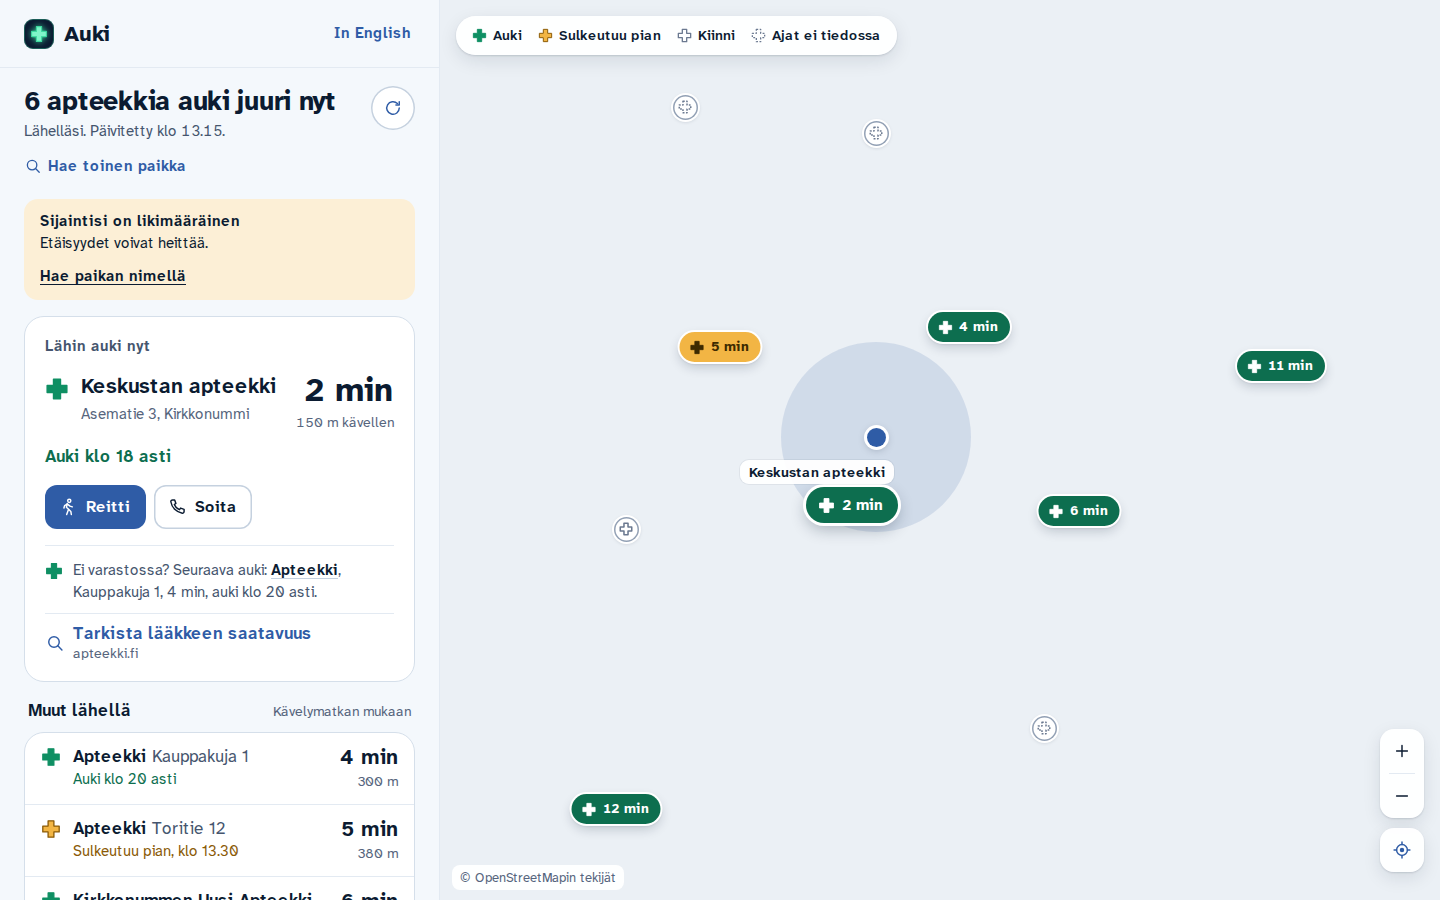 Auki
In English
6 apteekkia auki juuri nyt
Lähelläsi. Päivitetty klo 13.15.
Hae toinen paikka
Sijaintisi on likimääräinen
Etäisyydet voivat heittää.
Hae paikan nimellä
Lähin auki nyt
Keskustan apteekki
2 min
Asematie 3, Kirkkonummi
150 m kävellen
Auki klo 18 asti
Reitti
Soita
Ei varastossa? Seuraava auki: Apteekki,
Kauppakuja 1, 4 min, auki klo 20 asti.
Tarkista lääkkeen saatavuus
apteekki.fi
Muut lähellä
Kävelymatkan mukaan
Apteekki Kauppakuja 1
4 min
Auki klo 20 asti
300 m
Apteekki Toritie 12
5 min
Sulkeutuu pian, klo 13.30
380 m
Kirkkonummen Uusi Apteekki
6 min
Auki
Sulkeutuu pian
Kiinni
Ajat ei tiedossa
4 min
5 min
11 min
Keskustan apteekki
2 min
6 min
12 min
+
−
© OpenStreetMapin tekijät